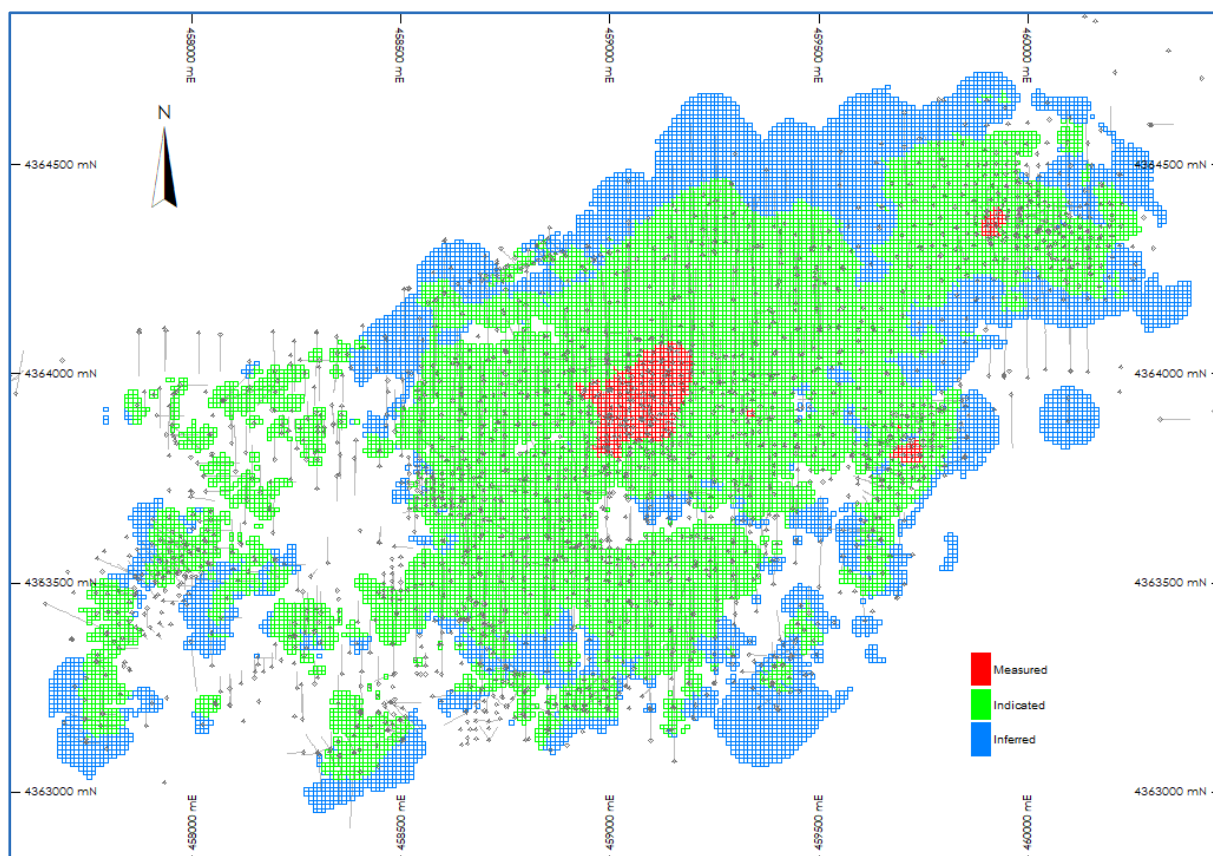 458000 mE
458500 mE
459000 mE
459500 mE
460000 mE
N
4364500 mN
4364500 mN
4364000 mN
4364000 mN
4363500 mN
4363500 mN
Measured
Indicated
Inferred
4363000 mN
4363000 mN
458000 mE
458500 mE
459000 mE
459500 mE
460000 mE